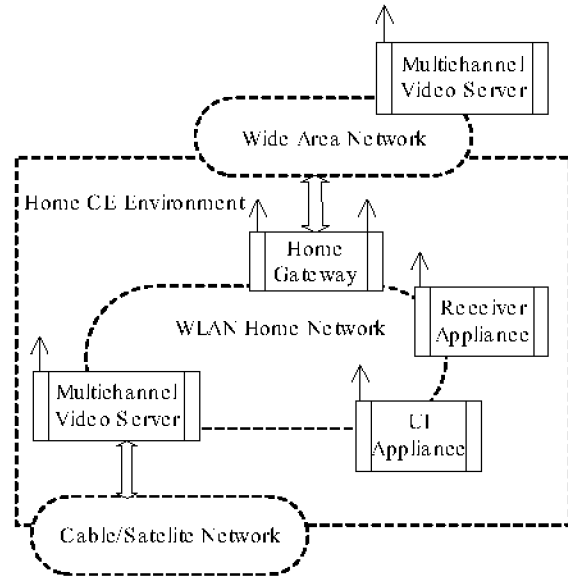 Multichannel
Video Server
Wide Area Network
Home CE Environment
Home
Gateway
Receiver
Appliance
WLAN Home Network
Multichannel
Video Server
UI
Appliance
Cable/Satelite Network